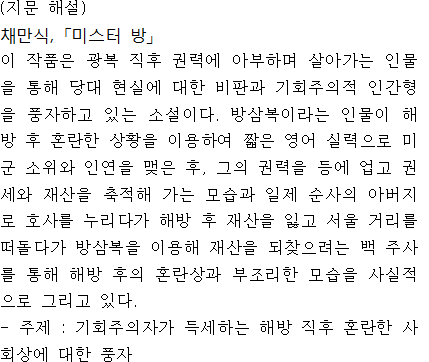 (지문 해설)
채만식, 「미스터 방」
이 작품은 광복 직후 권력에 아부하며 살아가는 인물
을 통해 당대 현실에 대한 비판과 기회주의적 인간형
을 풍자하고 있는 소설이다. 방삼복이라는 인물이 해
방 후 혼란한 상황을 이용하여 짧은 영어 실력으로 미
군 소위와 인연을 맺은 후, 그의 권력을 등에 업고 권
세와 재산을 축적해 가는 모습과 일제 순사의 아버지
로 호사를 누리다가 해방 후 재산을 잃고 서울 거리를
떠돌다가 방삼복을 이용해 재산을 되찾으려는 백 주사
를 통해 해방 후의 혼란상과 부조리한 모습을 사실적
으로 그리고 있다.
- 주제 : 기회주의자가 득세하는 해방 직후 혼란한 사
회상에 대한 풍자